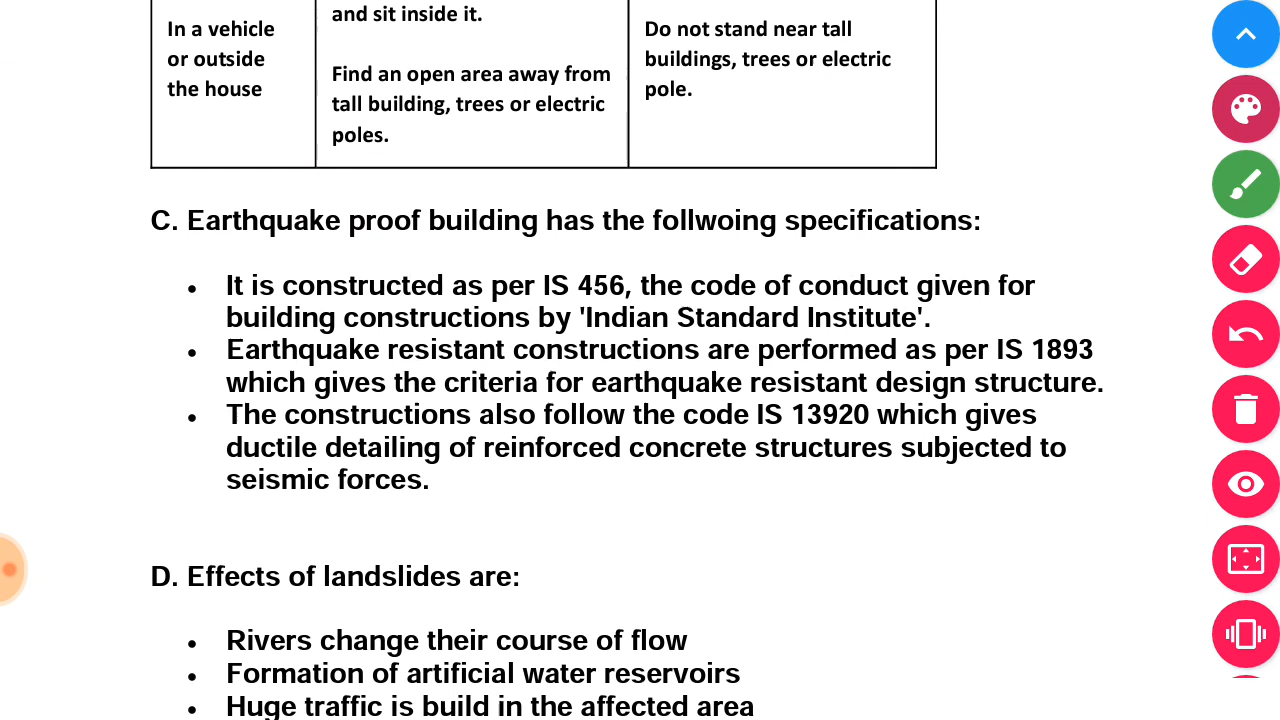 and sit inside it.
In a vehicle
or outside
the house
Find an open area away from
tall building, trees or electric
poles.
Do not stand near tall
buildings, trees or electric
pole.
C. Earthquake proof building has the follwoing specifications:
• It is constructed as per IS 456, the code of conduct given for
building constructions by 'Indian Standard Institute'.
• Earthquake resistant constructions are performed as per IS 1893
which gives the criteria for earthquake resistant design structure.
• The constructions also follow the code IS 13920 which gives
ductile detailing of reinforced concrete structures subjected to
seismic forces.
D. Effects of landslides are:
• Rivers change their course of flow
• Formation of artificial water reservoirs
• Huge traffic is build in the affected area